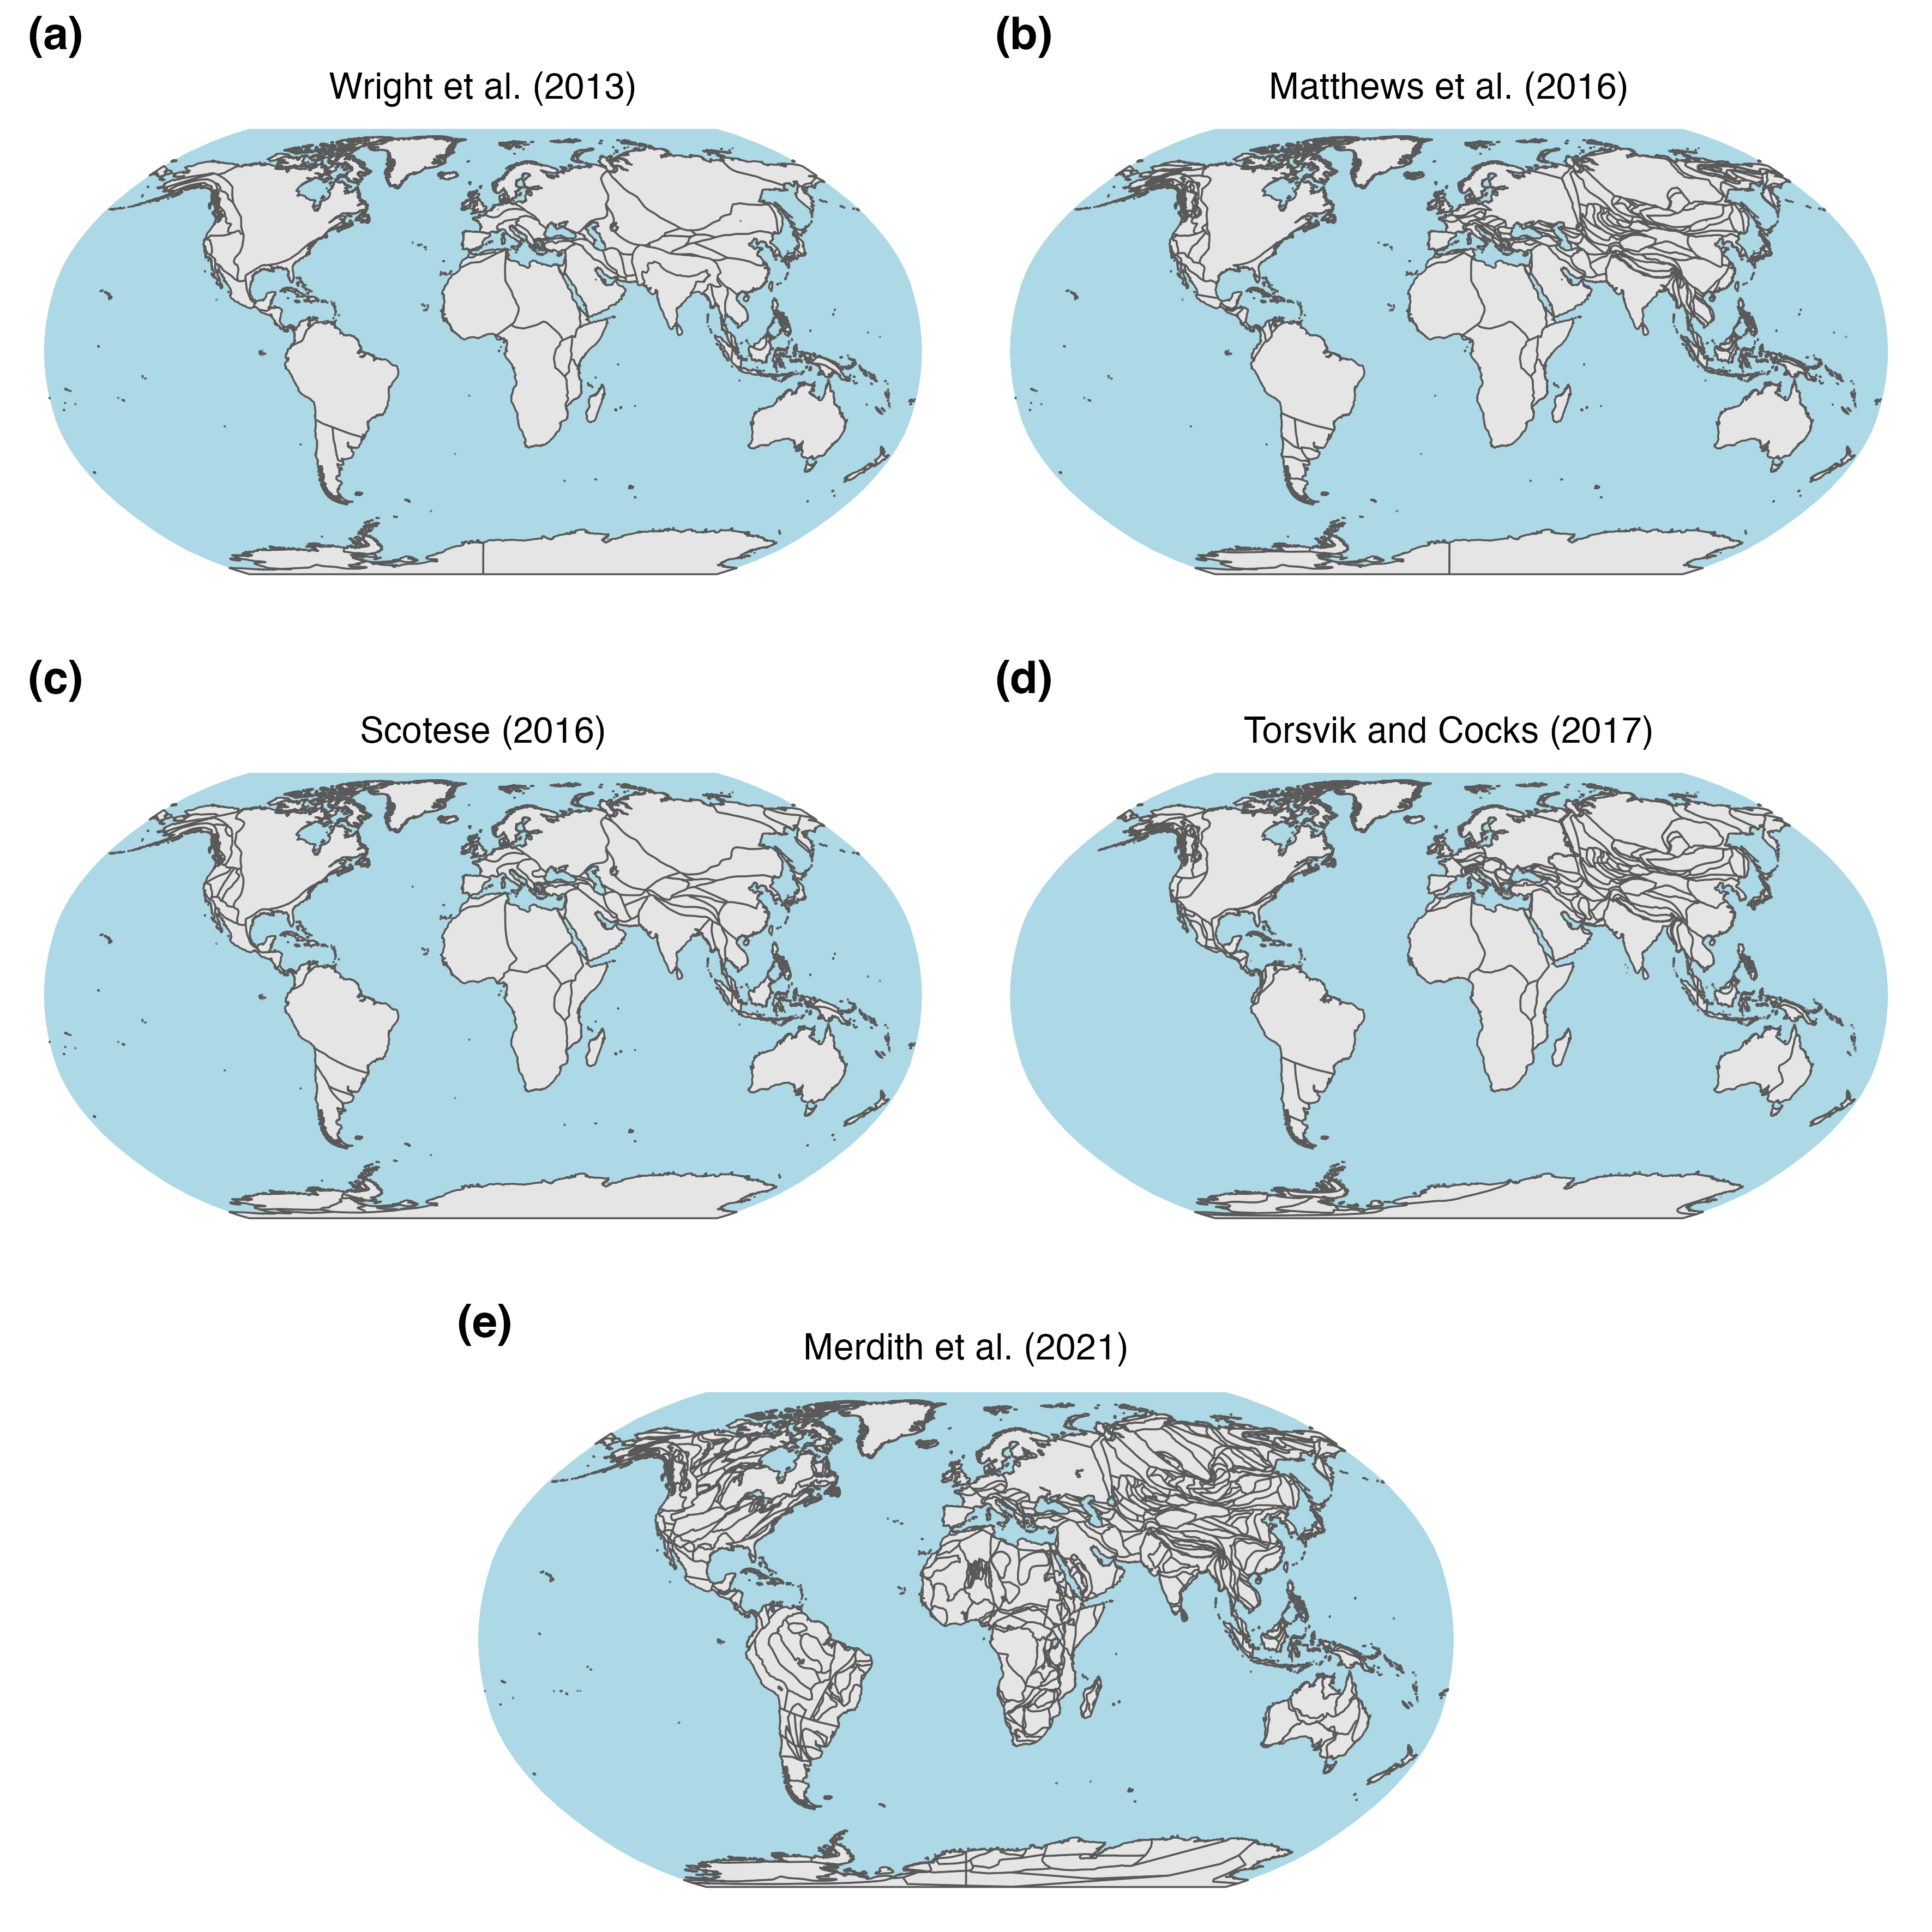 (a)
Wright et al. (2013)
(b)
Matthews et al. (2016)
(c)
Scotese (2016)
(d)
Torsvik and Cocks (2017)
(e)
Merdith et al. (2021)